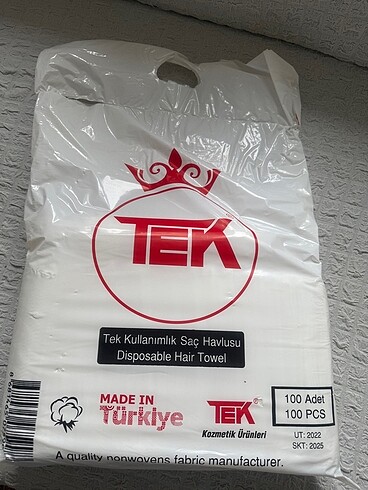 TEK
Tek Kullanımlık Saç Havlusu
Disposable Hair Towel
MADE IN
Türkiye
TEK
®
Kozmetik Ürünleri
100 Adet
100 PCS
UT: 2022
SKT: 2025
A quality nonwovens fabric manufacturer.